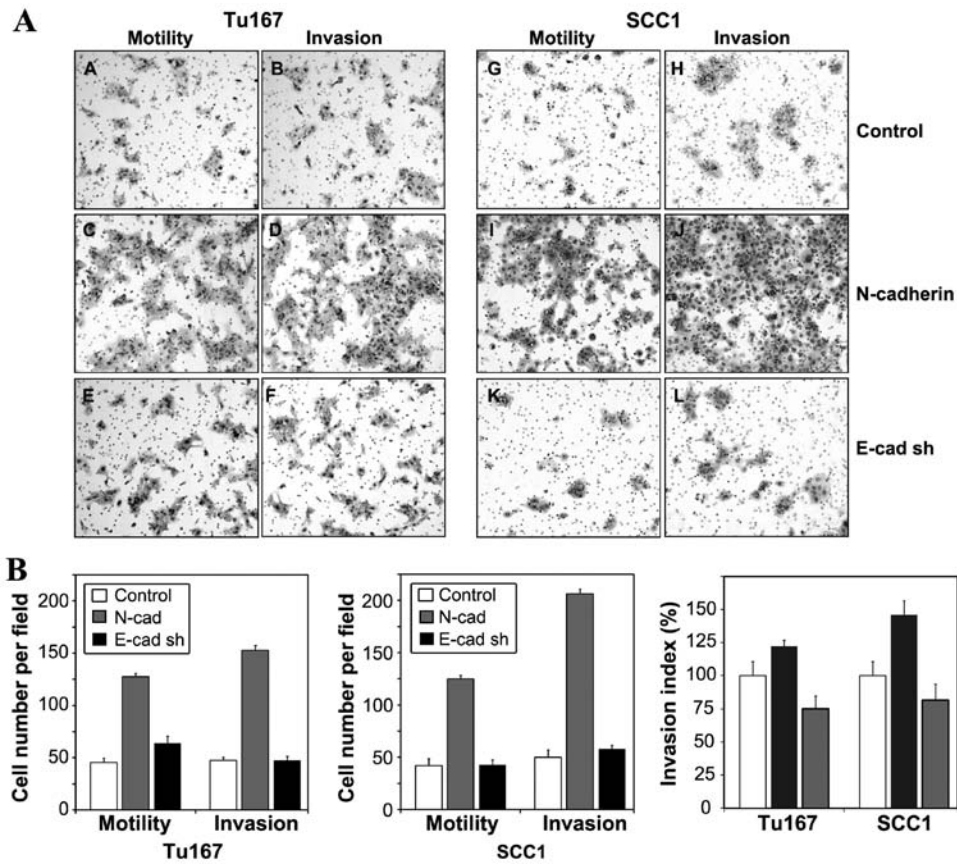 A
Tu167
SCC1
Motility
Invasion
Motility
Invasion
A
B
G
H
Control
C
D
I
J
N-cadherin
E
F
K
L
E-cad sh
B
Cell number per field
200
150
100
50
0
Control
N-cad
E-cad sh
Motility
Invasion
Tu167
Cell number per field
200
150
100
50
0
Control
N-cad
E-cad sh
Motility
Invasion
SCC1
Invasion index (%)
150
125
100
75
50
25
0
Tu167
SCC1